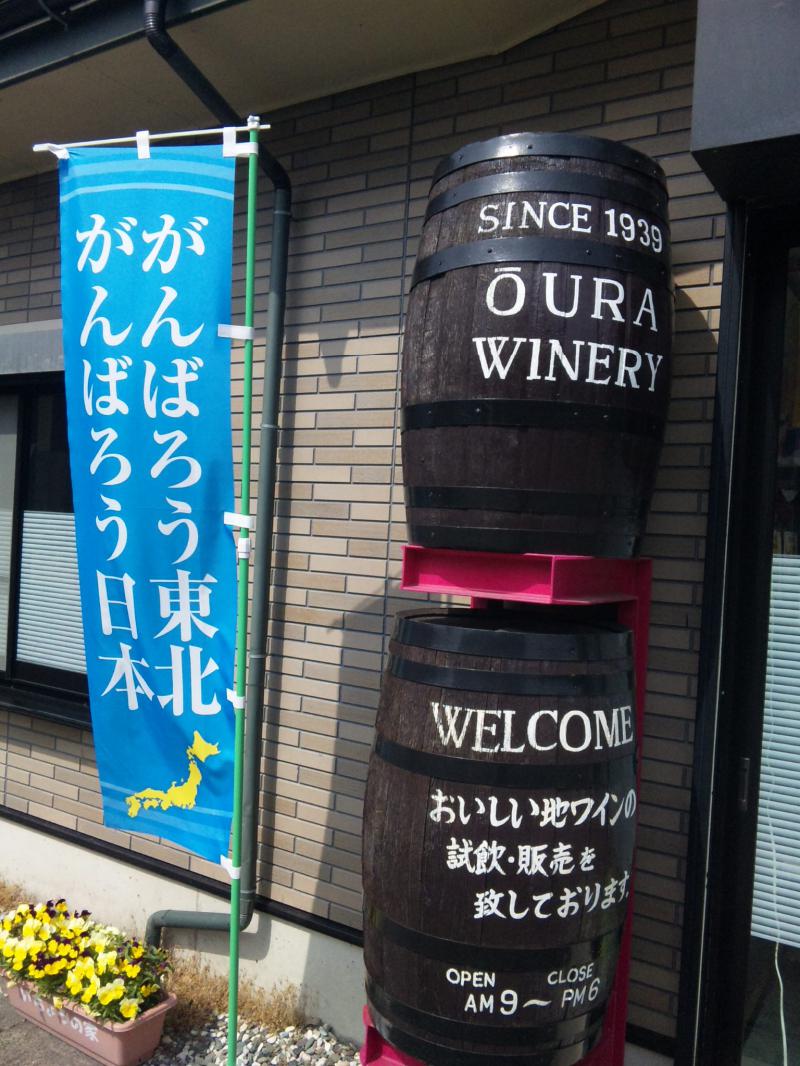 がんばろう東北
がんばろう日本
SINCE 1939
ŌURA
WINERY
WELCOME
おいしい地ワインの
試飲・販売を
致しております。
OPEN CLOSE
AM9〜PM6